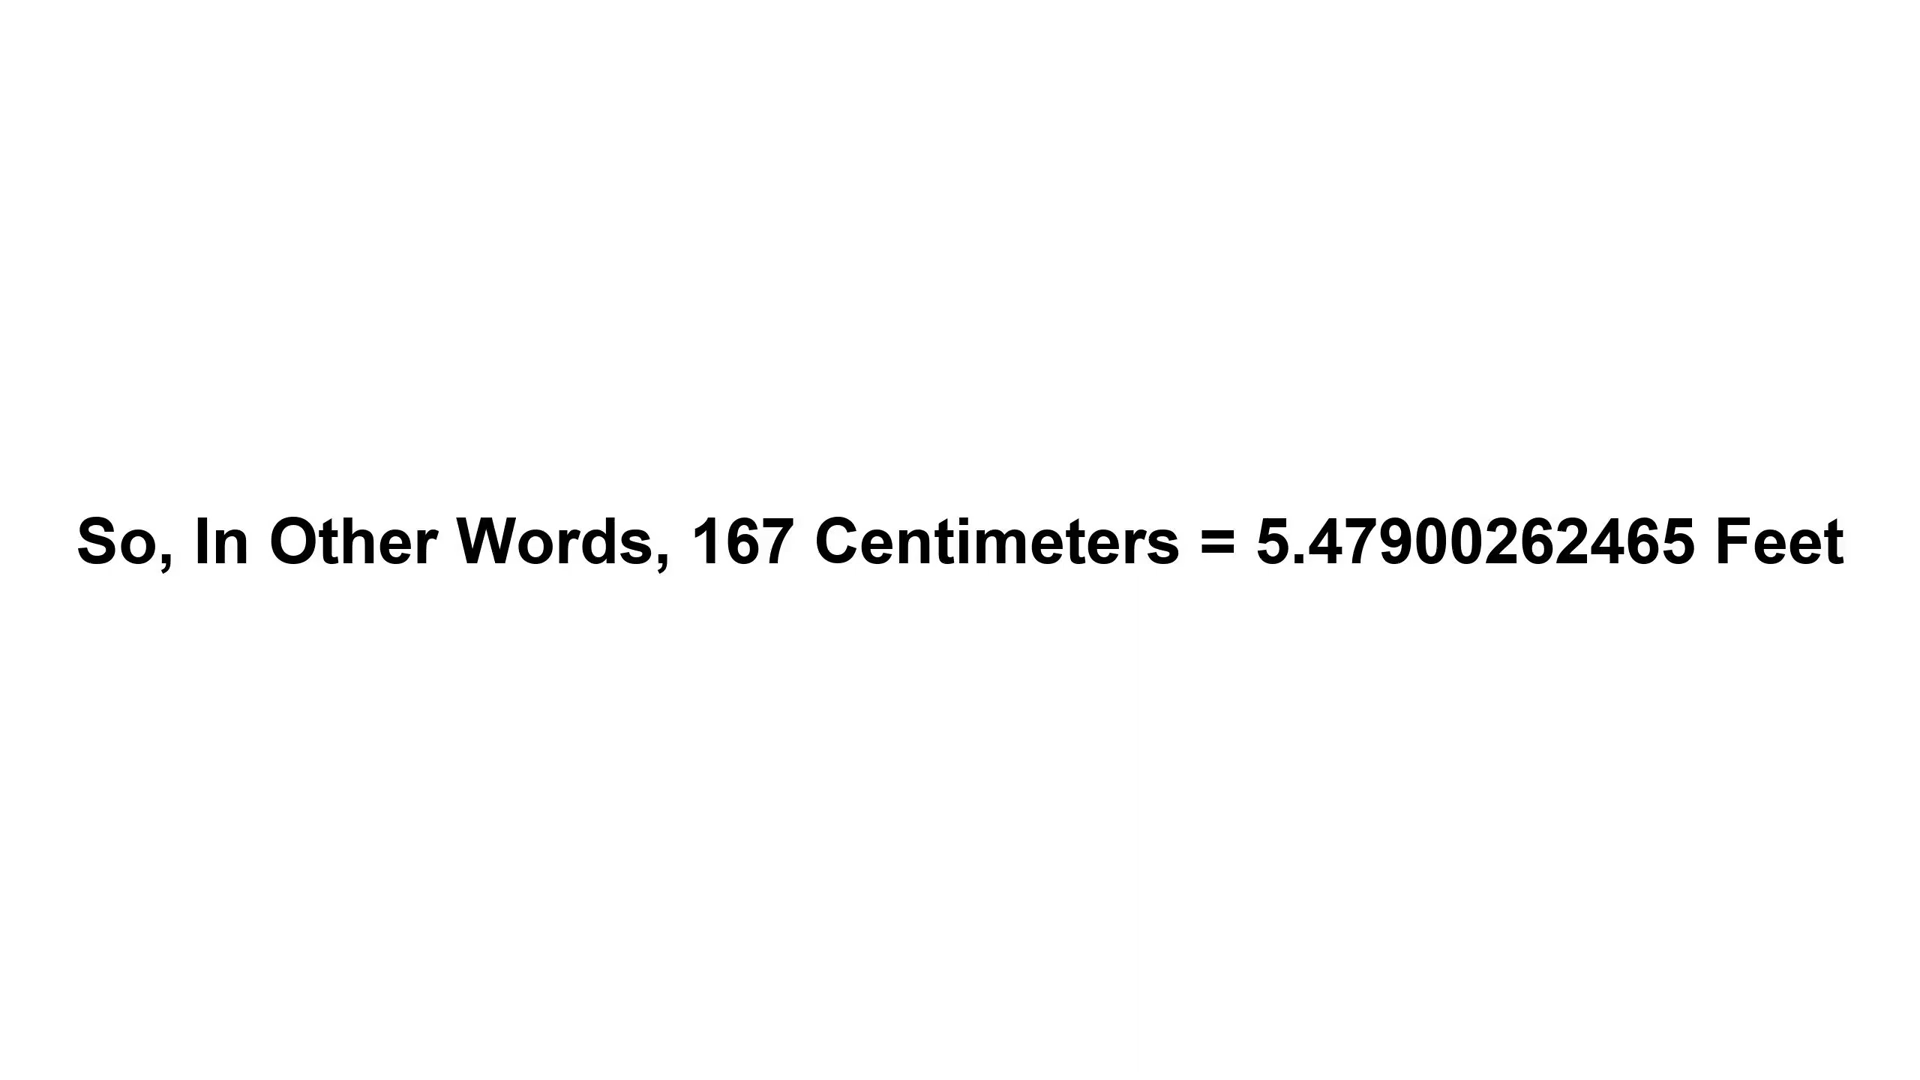 So, In Other Words, 167 Centimeters = 5.47900262465 Feet